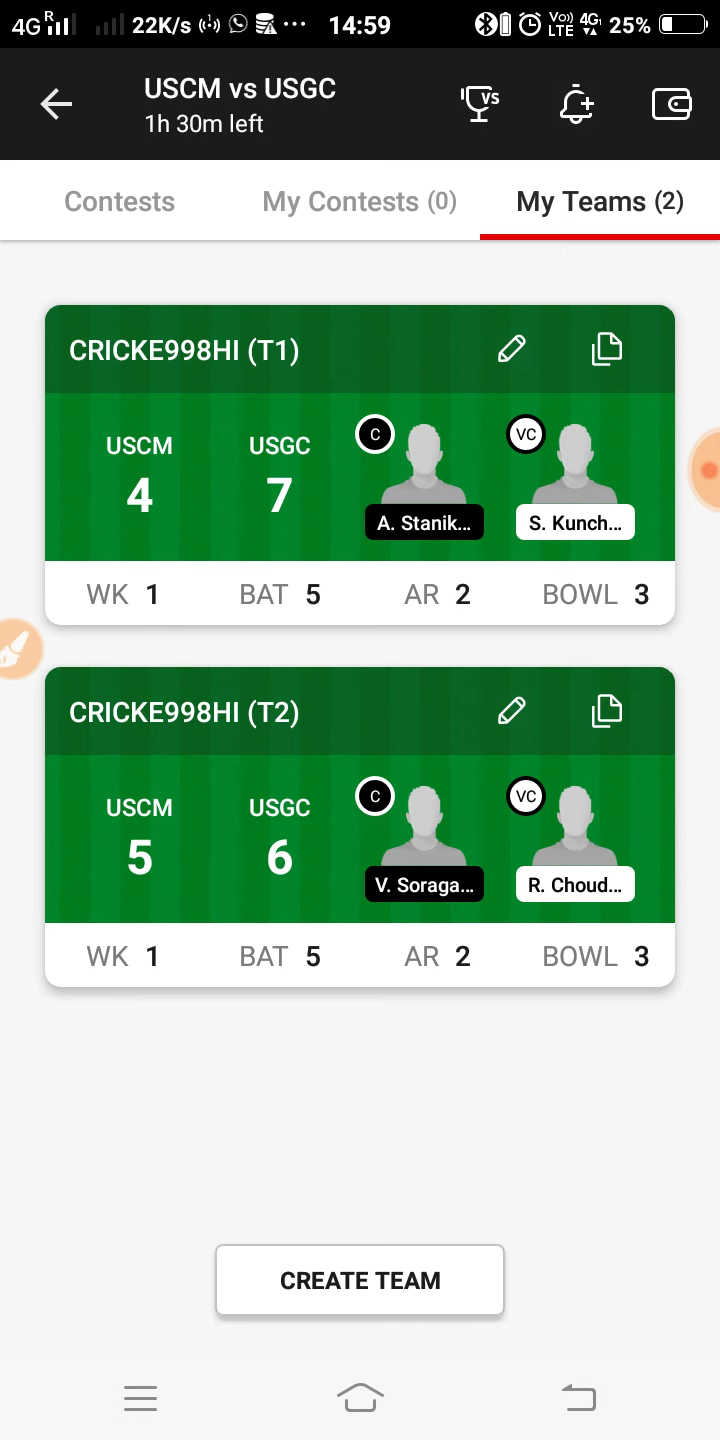 4G R 22K/s ... 14:59 Vo)) LTE 4G 25%
USCM vs USGC
VS
1h 30m left
Contests My Contests (0) My Teams (2)
CRICKE998HI (T1)
C VC
USCM USGC
4 7
A. Stanik... S. Kunch...
WK 1 BAT 5 AR 2 BOWL 3
CRICKE998HI (T2)
C VC
USCM USGC
5 6
V. Soraga... R. Choud...
WK 1 BAT 5 AR 2 BOWL 3
CREATE TEAM